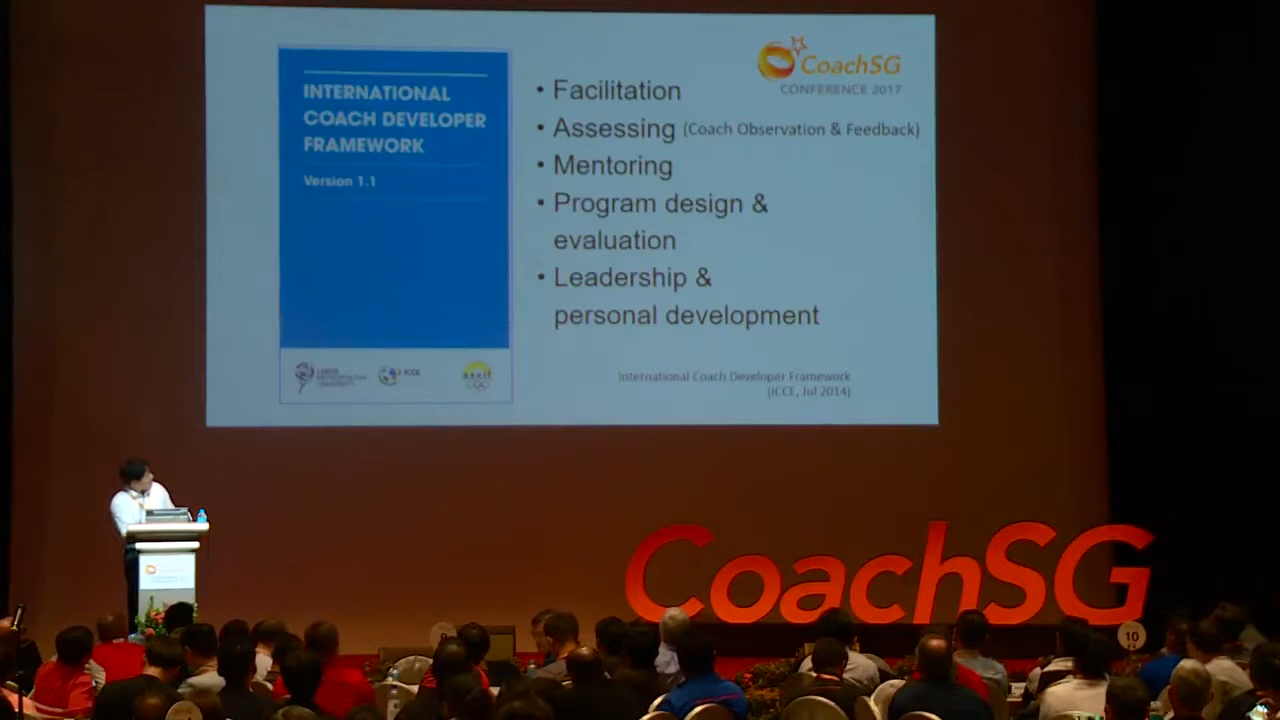 INTERNATIONAL
COACH DEVELOPER
FRAMEWORK
Version 1.1
CoachSG
CONFERENCE 2017
• Facilitation
• Assessing (Coach Observation & Feedback)
• Mentoring
• Program design &
evaluation
• Leadership &
personal development
International Coach Developer Framework
(ICCE, Jul 2014)
CoachSG
10